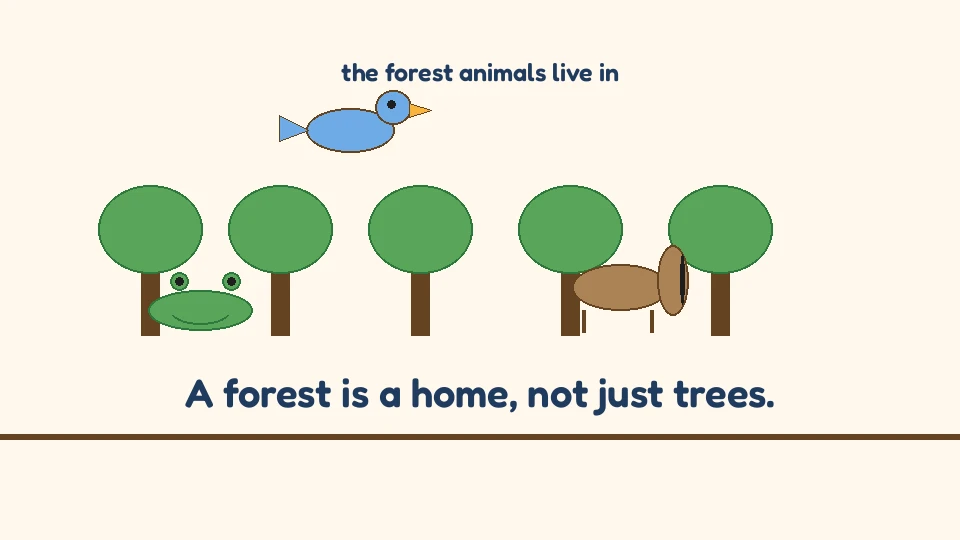 the forest animals live in
A forest is a home, not just trees.